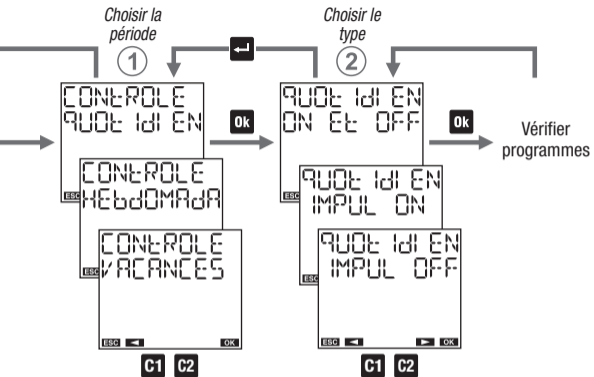 Choisir la
période
1
CONtROLE
qUOt IdI EN
ESC
CONtROLE
HEbdOMAdA
ESC
CONtROLE
VACANCES
ESC ◄ OK
C1 C2
↵
Ok
Choisir le
type
2
qUOt IdI EN
ON Et OFF
ESC
qUOt IdI EN
IMPUL ON
ESC
qUOt IdI EN
IMPUL OFF
ESC ◄ ► OK
C1 C2
Ok
Vérifier
programmes